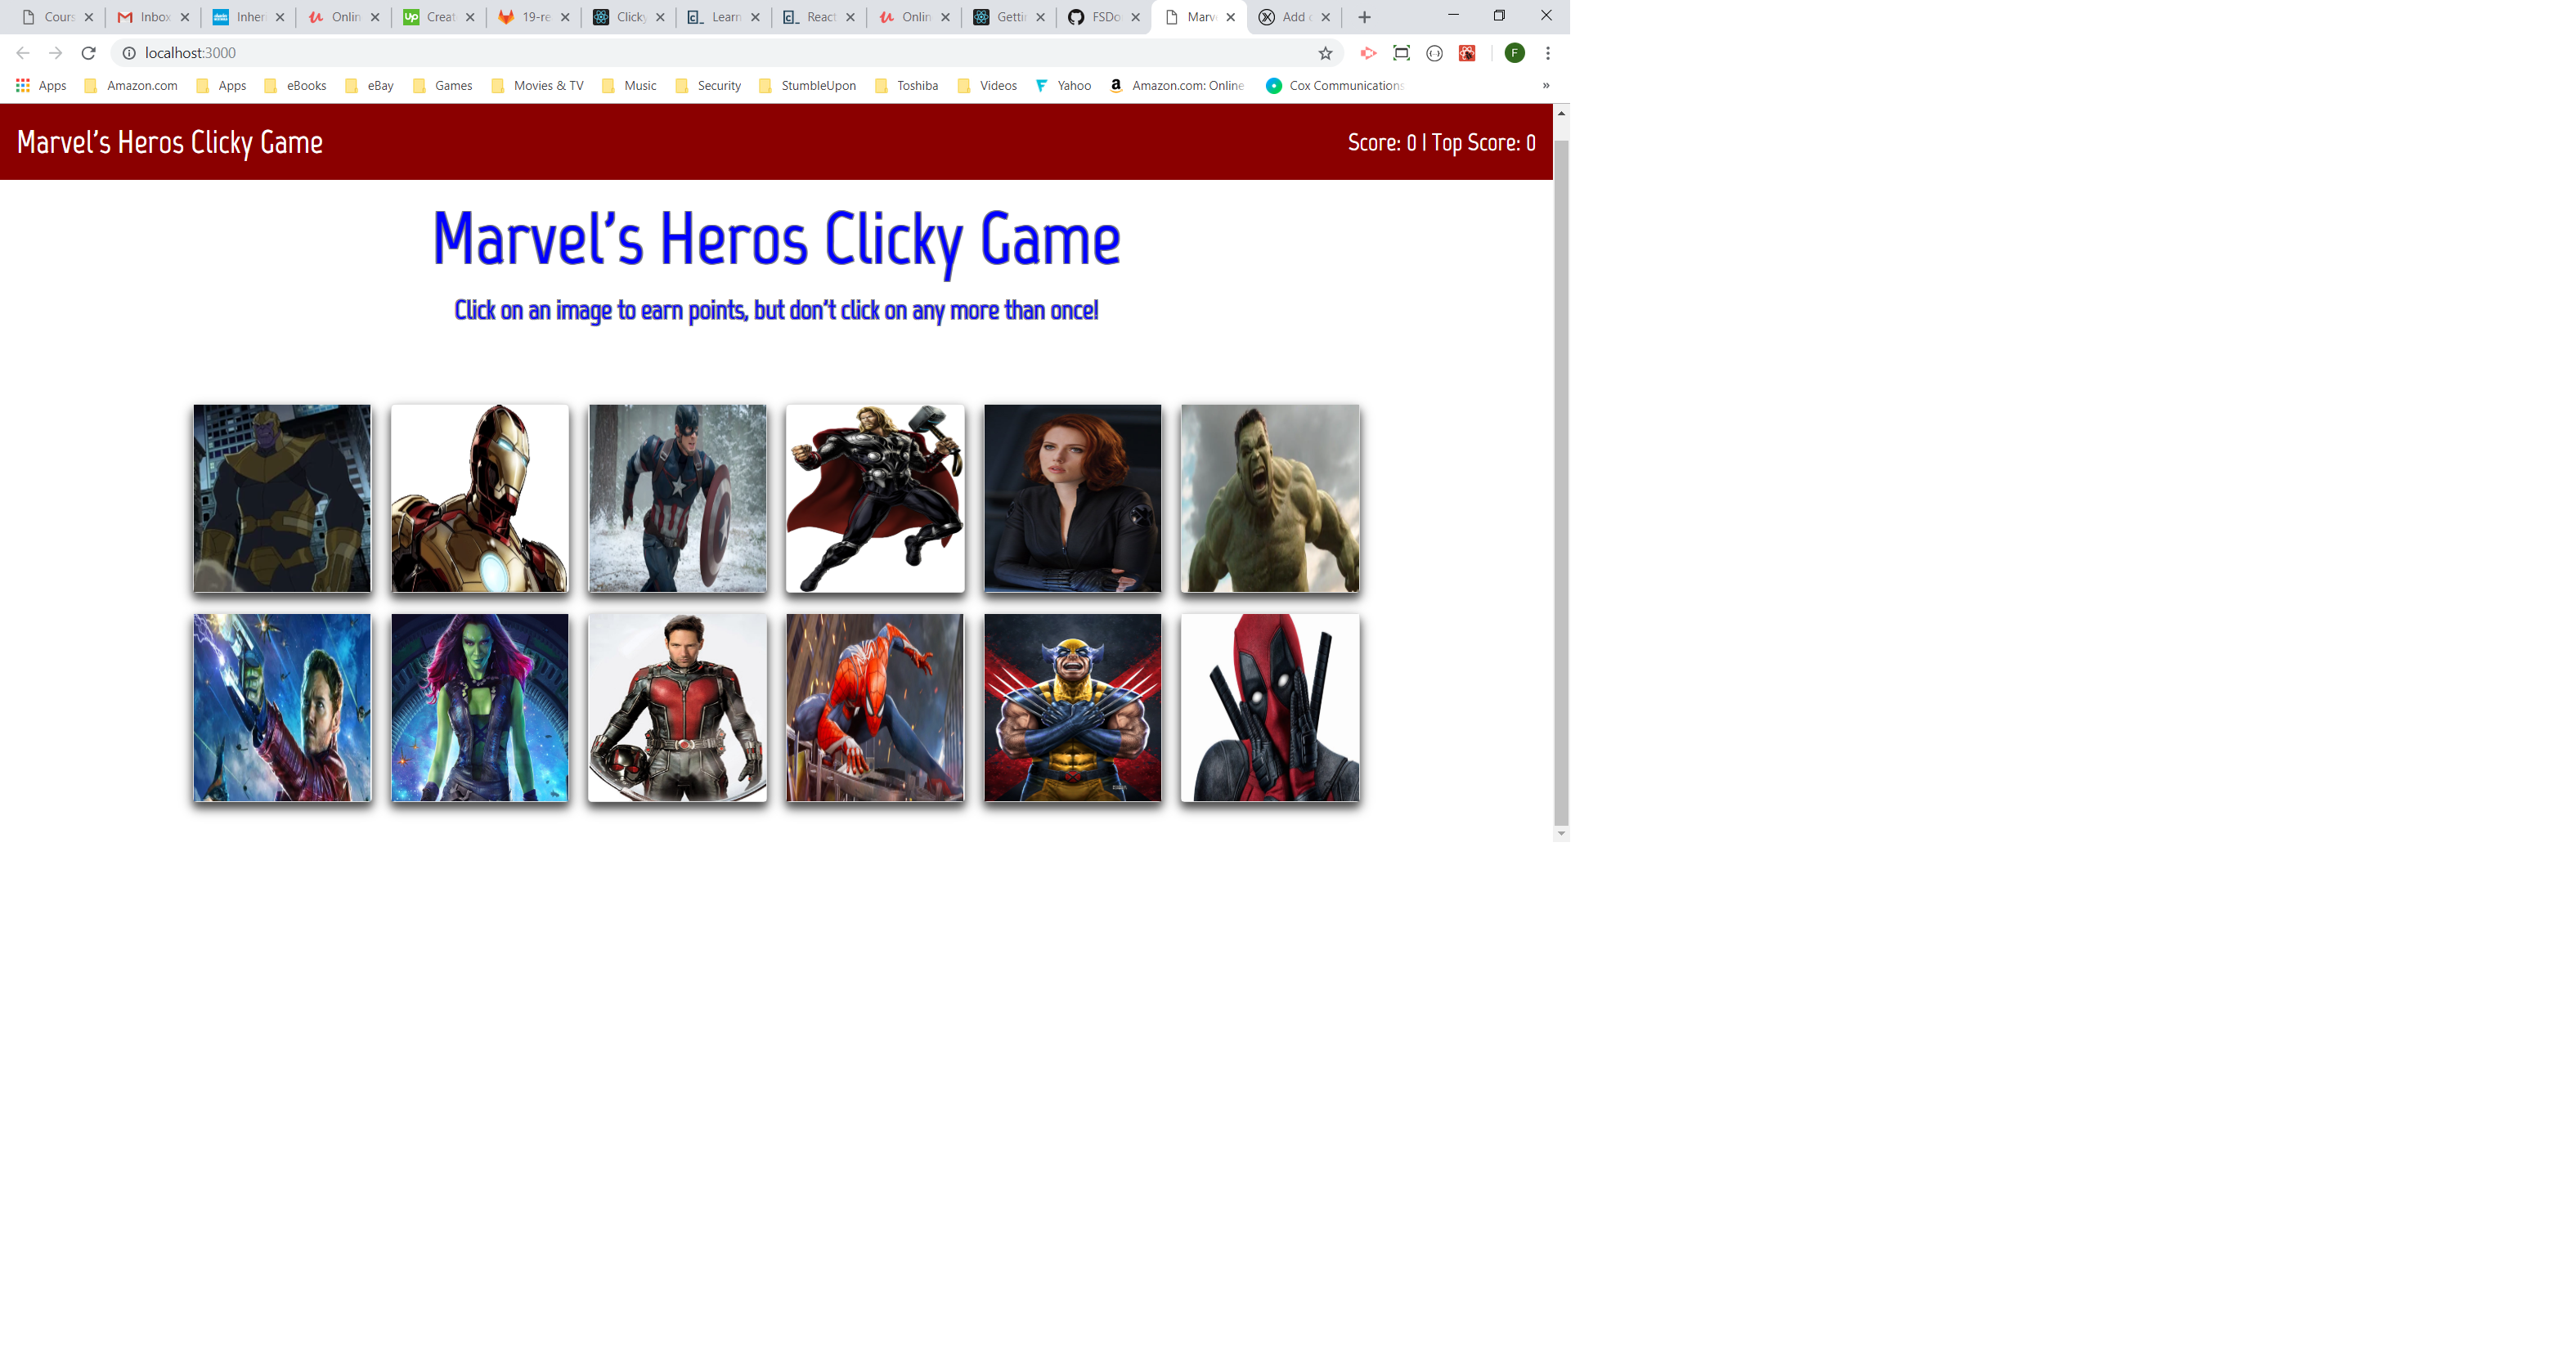 Cours Inbox Inher Onlin Creat 19-re Clicky Learn React Onlin Gettin FSDo Marve Add c
localhost:3000
Apps Amazon.com Apps eBooks eBay Games Movies & TV Music Security StumbleUpon Toshiba Videos Yahoo Amazon.com: Online Cox Communications »
Marvel's Heros Clicky Game Score: 0 | Top Score: 0
Marvel's Heros Clicky Game
Click on an image to earn points, but don't click on any more than once!